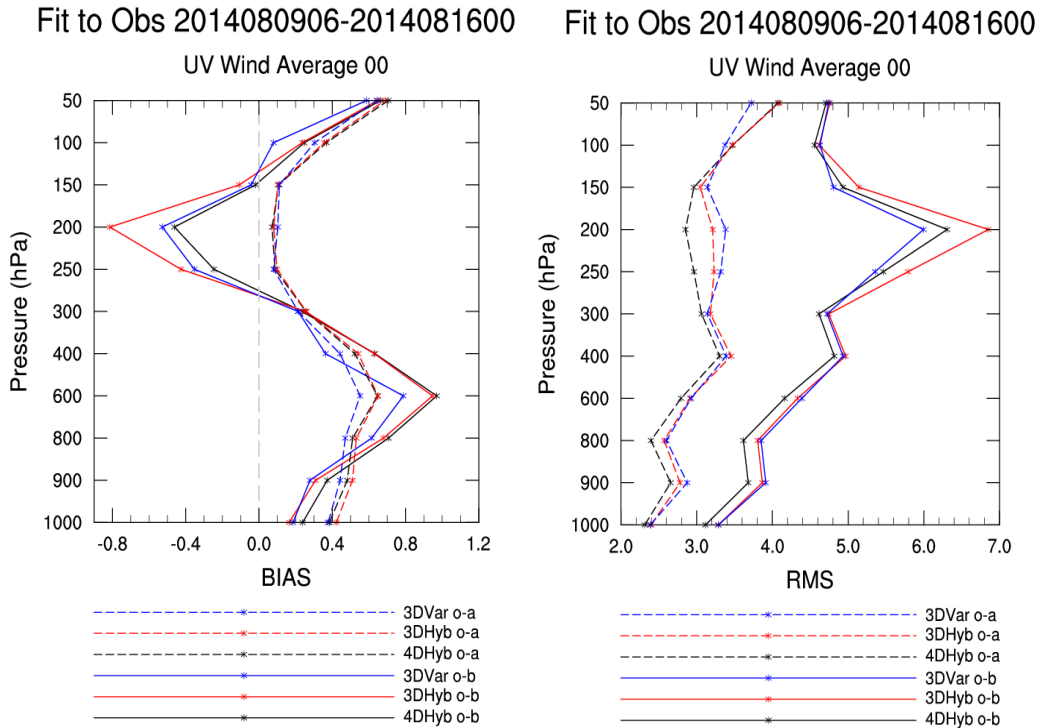 Fit to Obs 2014080906-2014081600
UV Wind Average 00
Pressure (hPa)
50
100
150
200
250
300
400
600
800
900
1000
-0.8 -0.4 0.0 0.4 0.8 1.2
BIAS
3DVar o-a
3DHyb o-a
4DHyb o-a
3DVar o-b
3DHyb o-b
4DHyb o-b
Fit to Obs 2014080906-2014081600
UV Wind Average 00
Pressure (hPa)
50
100
150
200
250
300
400
600
800
900
1000
2.0 3.0 4.0 5.0 6.0 7.0
RMS
3DVar o-a
3DHyb o-a
4DHyb o-a
3DVar o-b
3DHyb o-b
4DHyb o-b